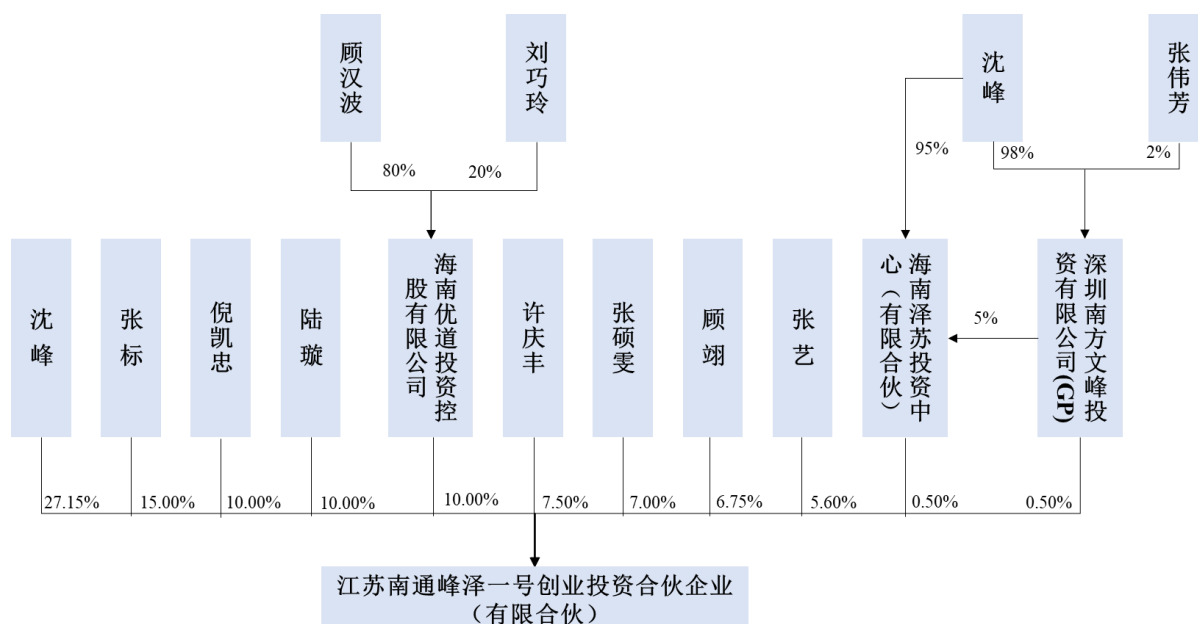 顾汉波
刘巧玲
沈峰
张伟芳
80%
20%
95%
98%
2%
沈峰
张标
倪凯忠
陆璇
海南优道投资控
股有限公司
许庆丰
张硕雯
顾翊
张艺
海南泽苏投资中
心（有限合伙）
5%
深圳南方文峰投
资有限公司(GP)
27.15%
15.00%
10.00%
10.00%
10.00%
7.50%
7.00%
6.75%
5.60%
0.50%
0.50%
江苏南通峰泽一号创业投资合伙企业
（有限合伙）